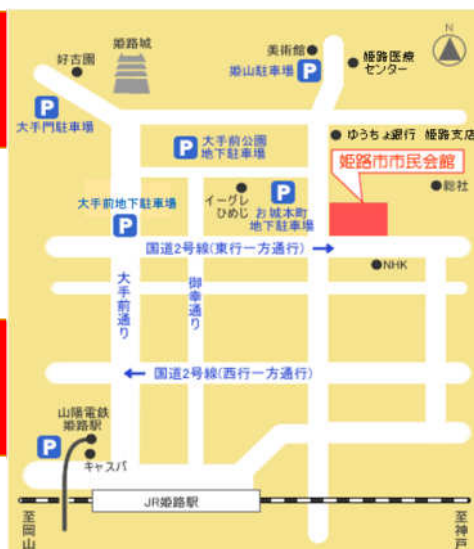 姫路城
好古園
美術館
N
姫路医療
センター
P
姫山駐車場
P
大手門駐車場
P
大手前公園
地下駐車場
ゆうちょ銀行 姫路支店
姫路市市民会館
総社
イーグレ
ひめじ
P
お城本町
地下駐車場
大手前地下駐車場
P
国道2号線(東行一方通行)
NHK
大手前通り
御幸通り
国道2号線(西行一方通行)
山陽電鉄
姫路駅
P
キャスパ
JR姫路駅
至岡山
至神戸